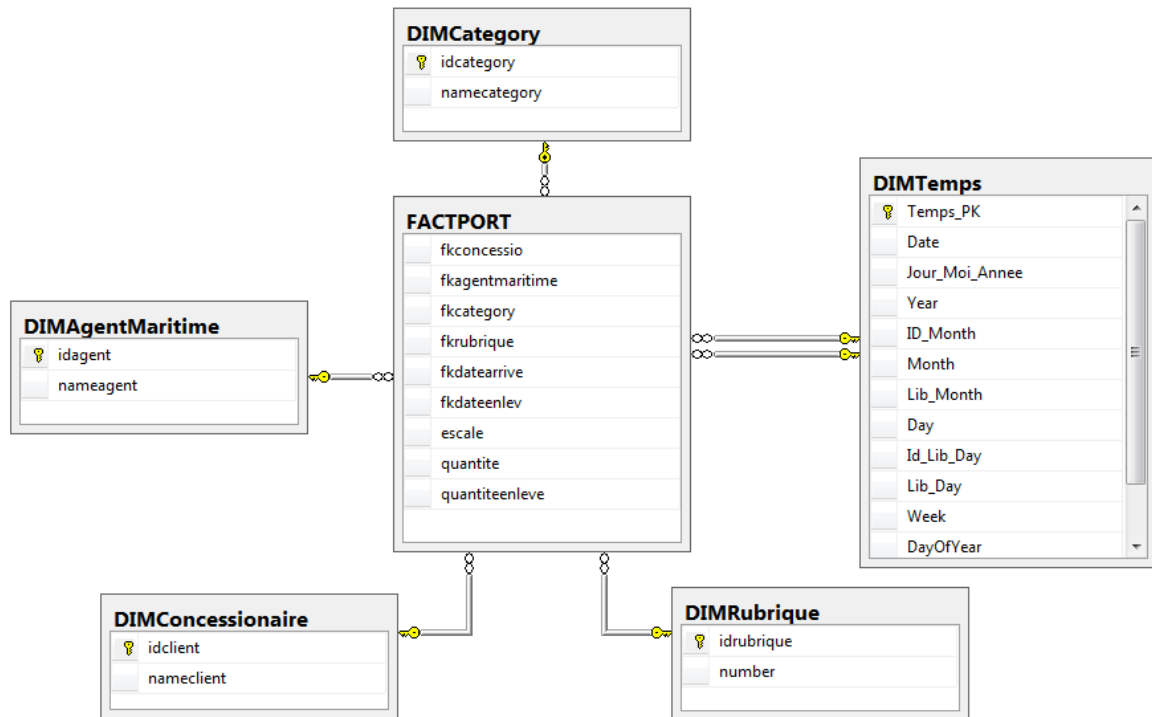 DIMCategory
idcategory
namecategory
FACTPORT
fkconcessio
fkagentmaritime
fkcategory
fkrubrique
fkdatearrive
fkdateenlev
escale
quantite
quantiteenleve
DIMTemps
Temps_PK
Date
Jour_Moi_Annee
Year
ID_Month
Month
Lib_Month
Day
Id_Lib_Day
Lib_Day
Week
DayOfYear
DIMAgentMaritime
idagent
nameagent
DIMConcessionaire
idclient
nameclient
DIMRubrique
idrubrique
number